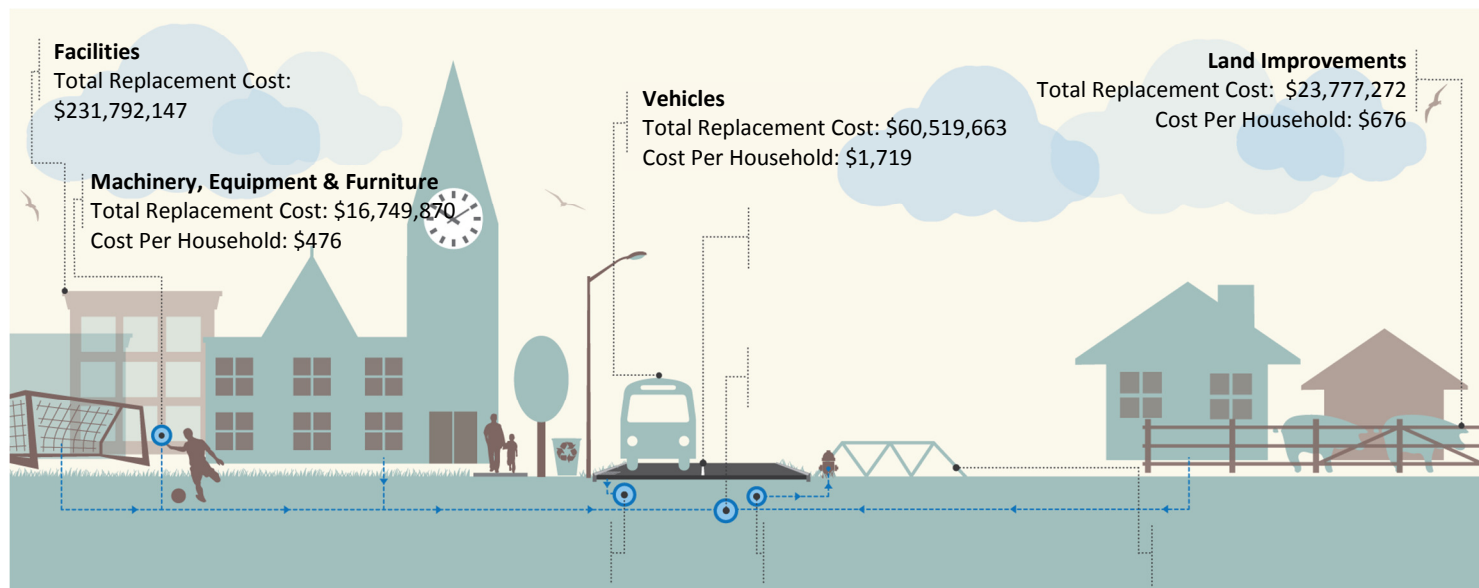 Facilities
Total Replacement Cost:
$231,792,147
Machinery, Equipment & Furniture
Total Replacement Cost: $16,749,870
Cost Per Household: $476
Vehicles
Total Replacement Cost: $60,519,663
Cost Per Household: $1,719
Land Improvements
Total Replacement Cost: $23,777,272
Cost Per Household: $676